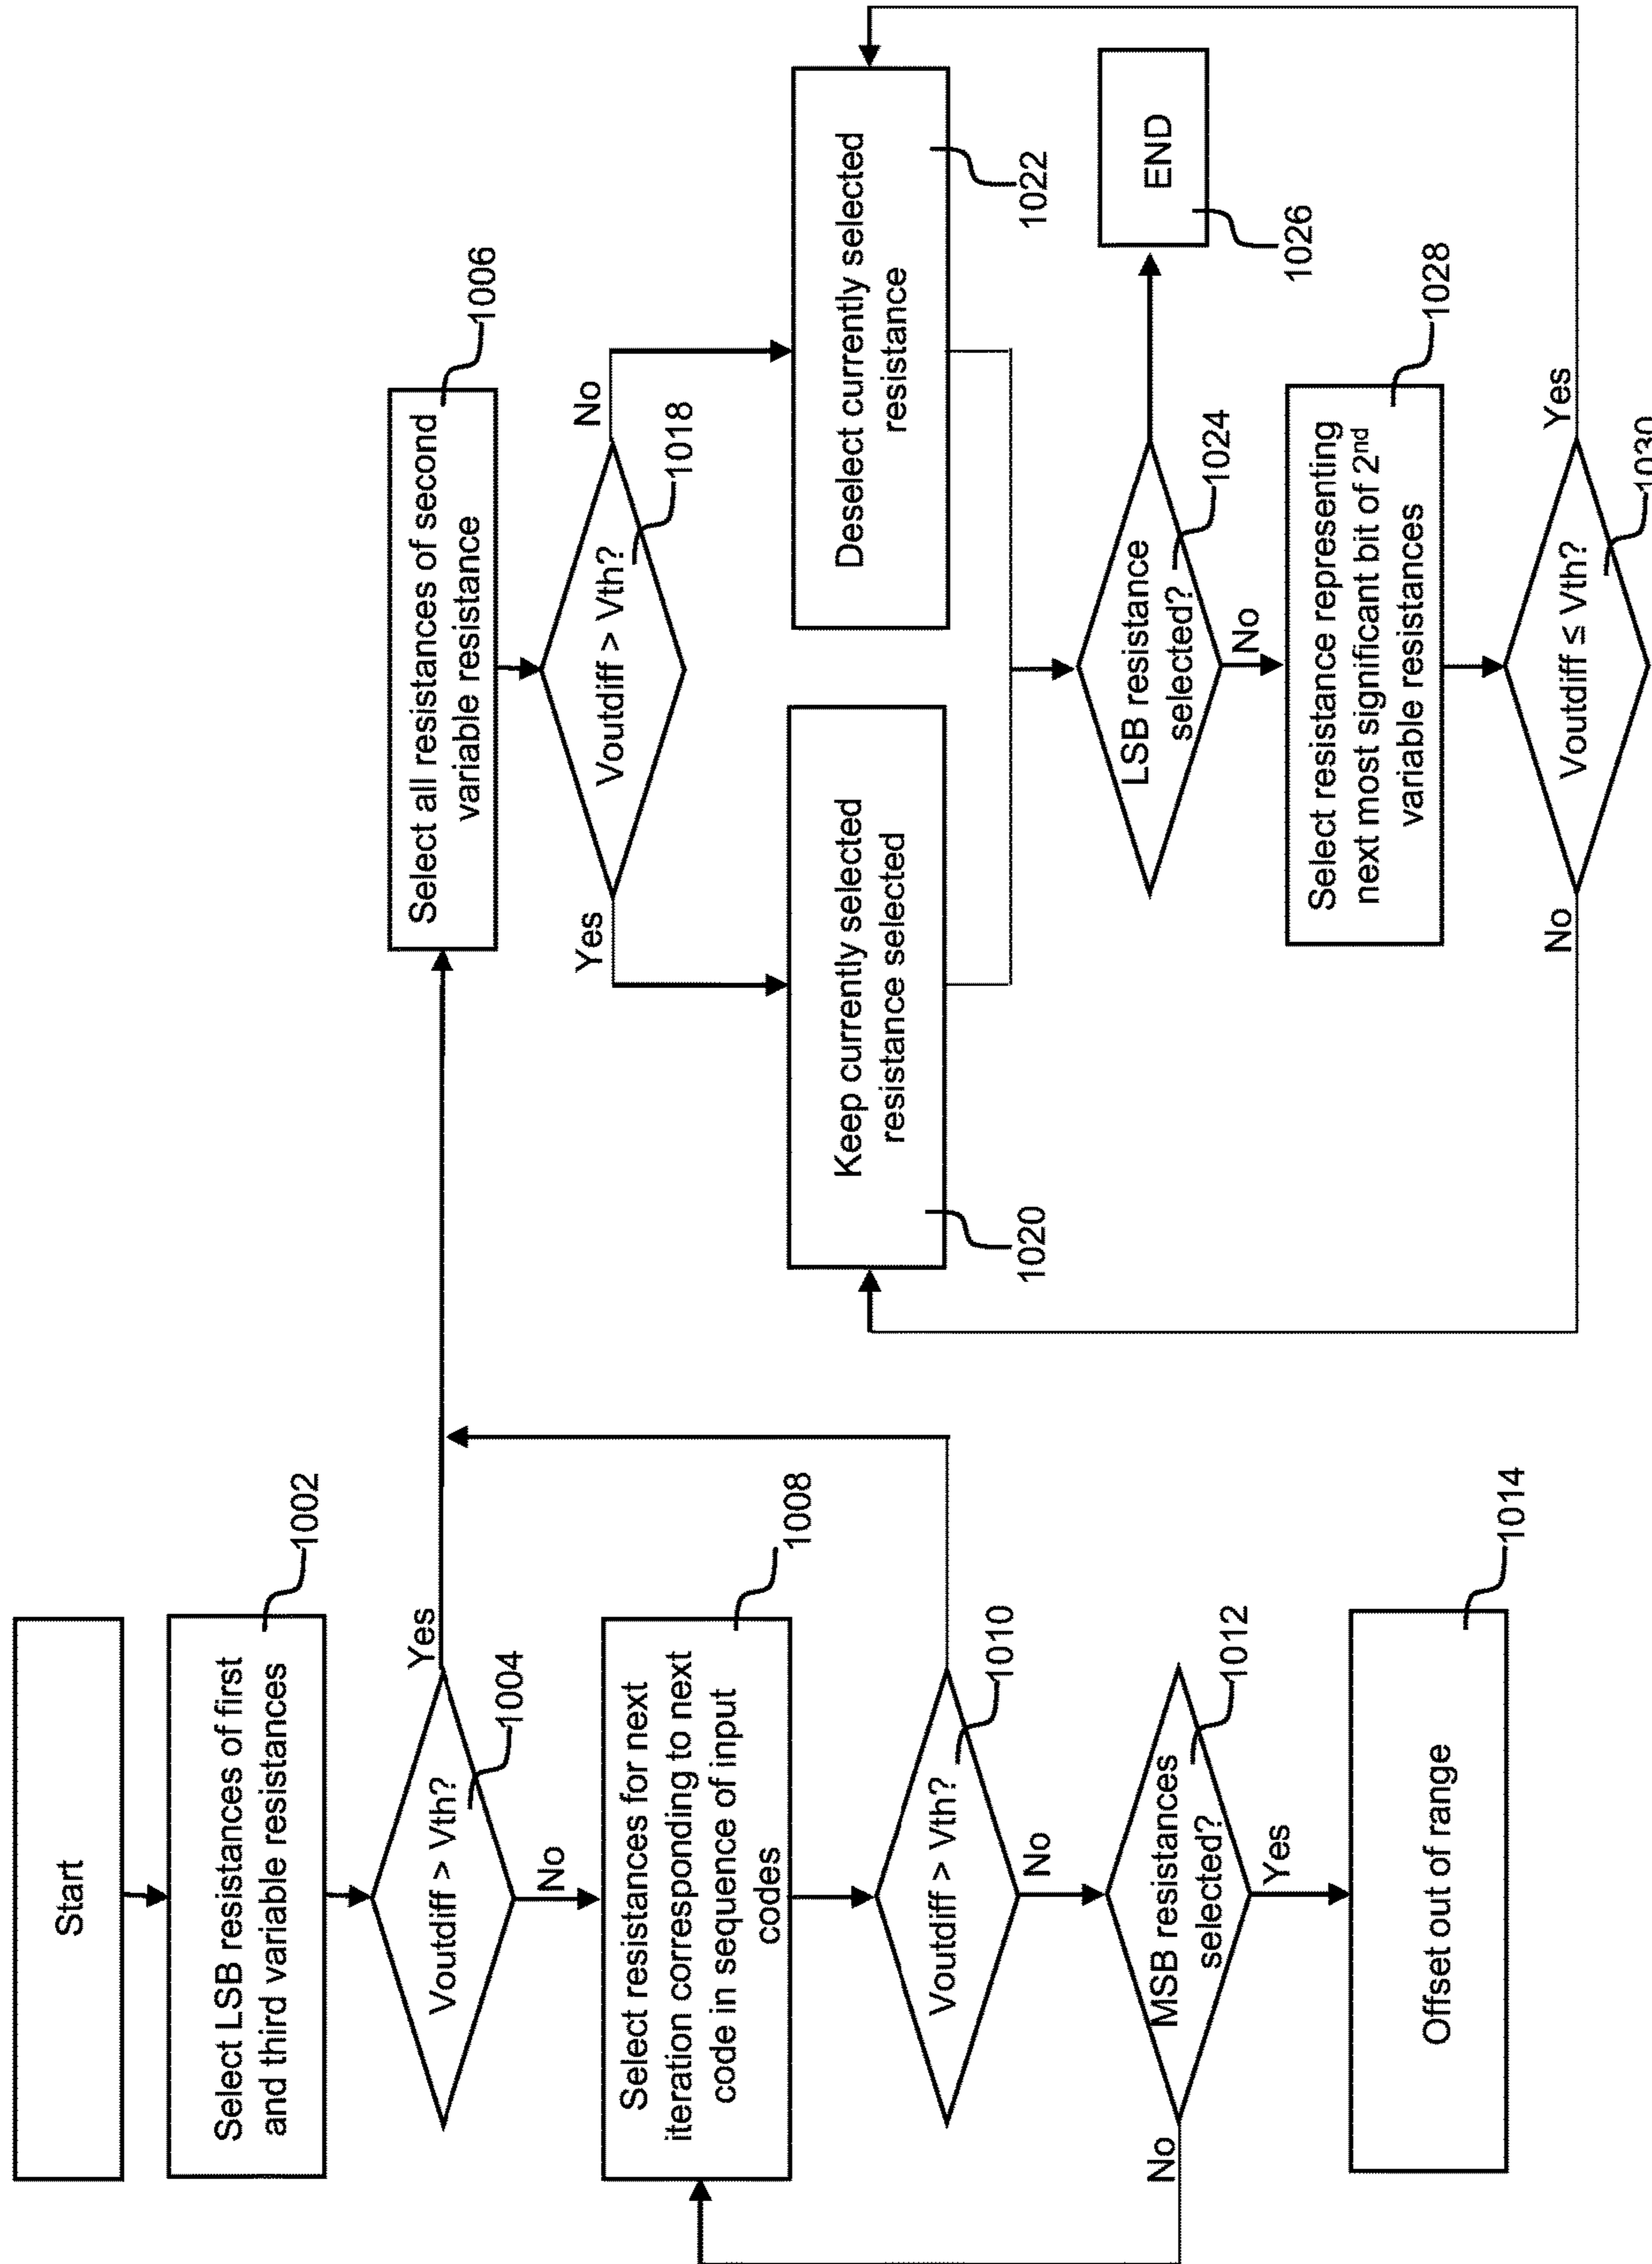 Start
Select LSB resistances of first
and third variable resistances
1002
Voutdiff > Vth?
1004
Yes
No
Select resistances for next
iteration corresponding to next
code in sequence of input
codes
1008
Voutdiff > Vth?
1010
No
MSB resistances
selected?
1012
No
Yes
Offset out of range
1014
Select all resistances of second
variable resistance
1006
Voutdiff > Vth?
1018
Yes
No
Keep currently selected
resistance selected
1020
Deselect currently selected
resistance
1022
LSB resistance
selected?
1024
END
1026
No
Select resistance representing
next most significant bit of 2nd
variable resistances
1028
Voutdiff ≤ Vth?
1030
No
Yes